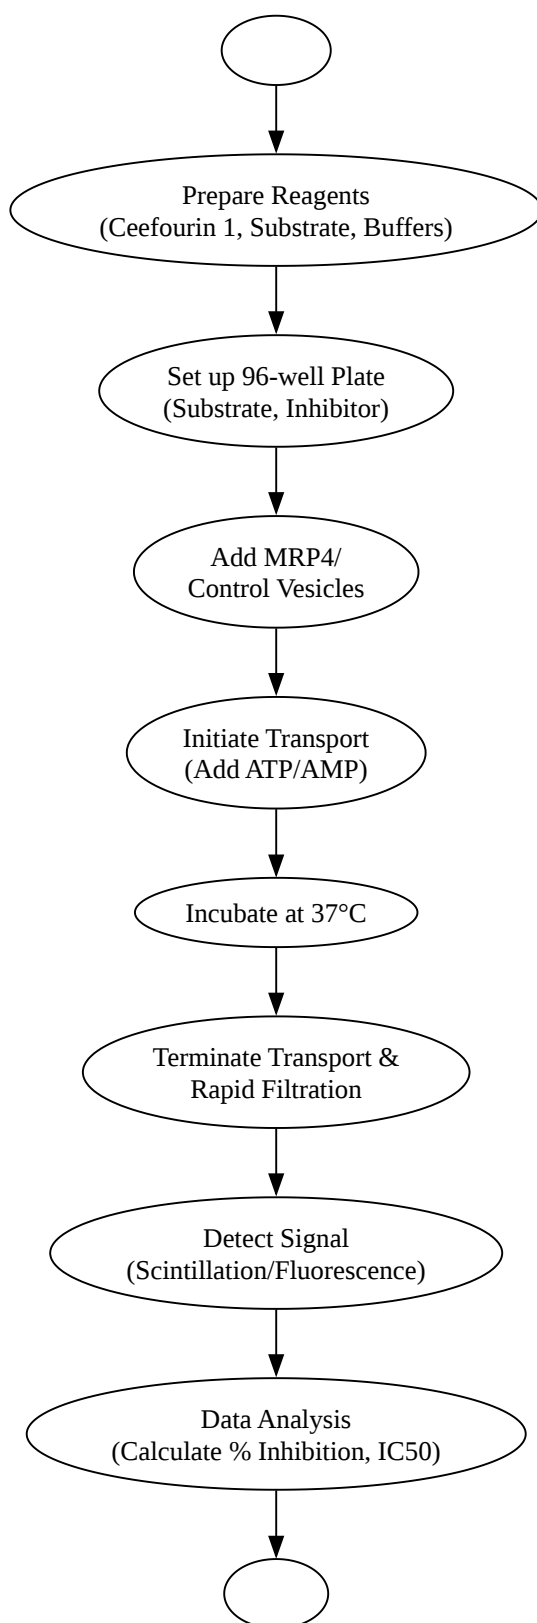 Prepare Reagents
(Ceefourin 1, Substrate, Buffers)
Set up 96-well Plate
(Substrate, Inhibitor)
Add MRP4/
Control Vesicles
Initiate Transport
(Add ATP/AMP)
Incubate at 37°C
Terminate Transport &
Rapid Filtration
Detect Signal
(Scintillation/Fluorescence)
Data Analysis
(Calculate % Inhibition, IC50)